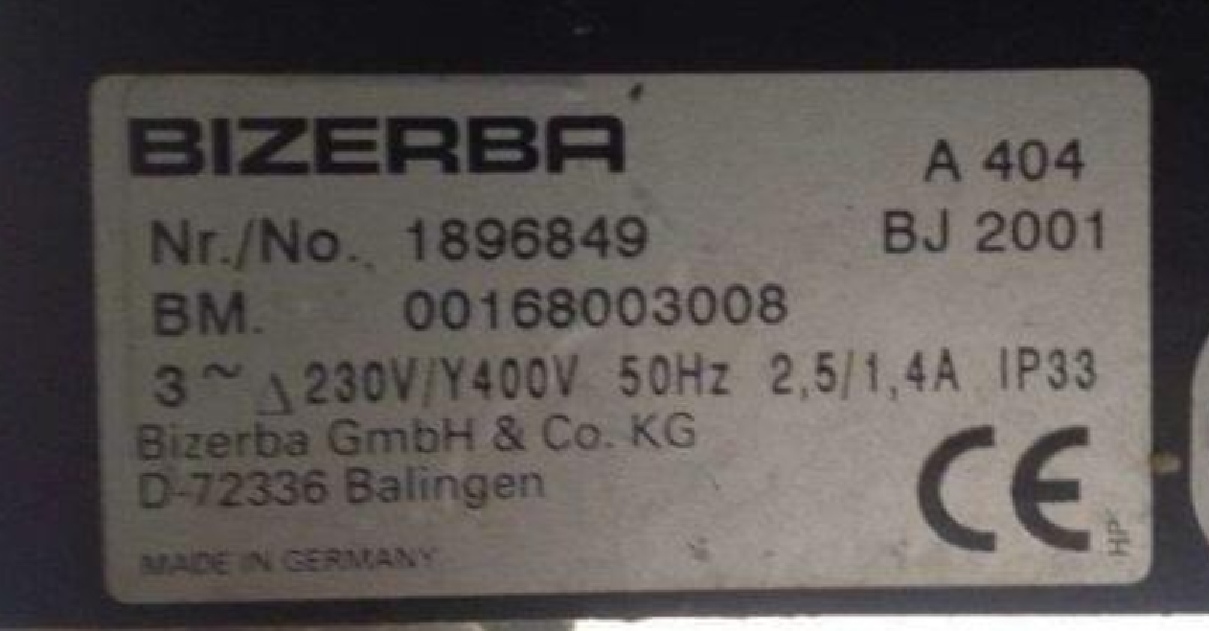 BIZERBA
A 404
Nr./No. 1896849
BJ 2001
BM. 00168003008
3 ~ △ 230V/Y400V 50Hz 2,5/1,4A IP33
Bizerba GmbH & Co. KG
D-72336 Balingen
CE
HP
MADE IN GERMANY